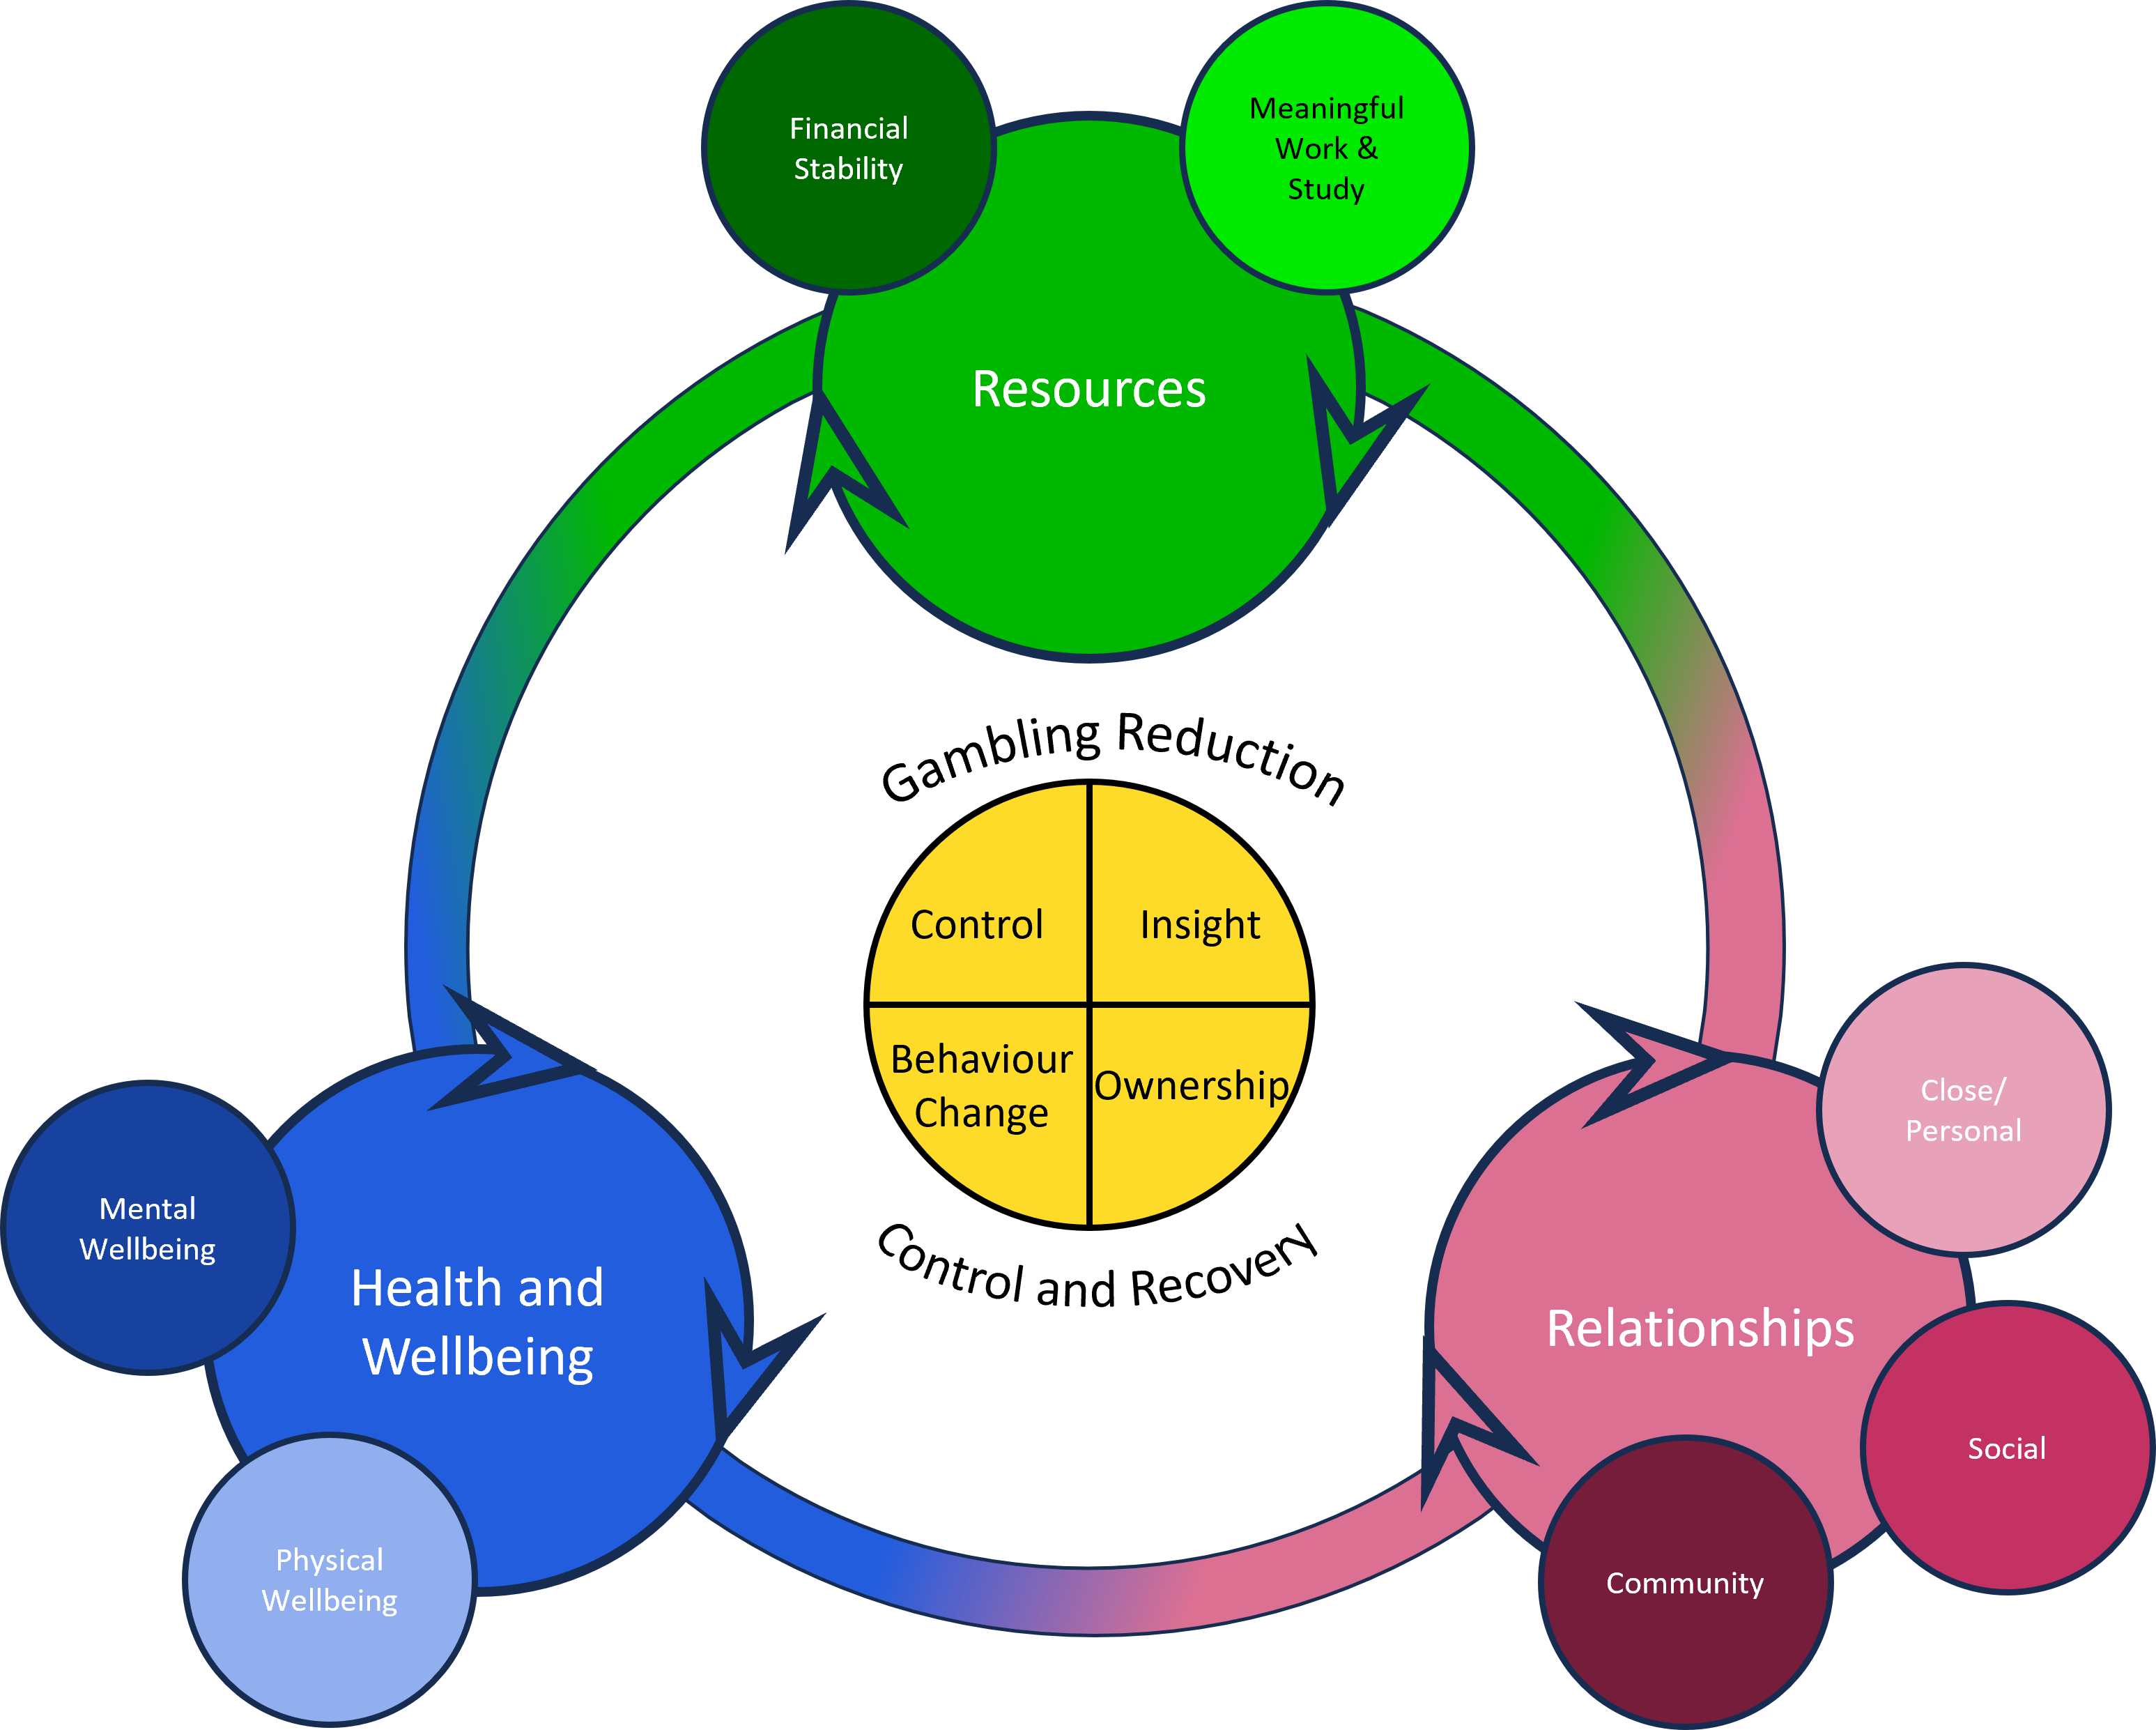 Financial
Stability
Meaningful
Work &
Study
Resources
Gambling Reduction
Control
Insight
Behaviour
Change
Ownership
Control and Recovery
Close/
Personal
Mental
Wellbeing
Health and
Wellbeing
Relationships
Social
Physical
Wellbeing
Community